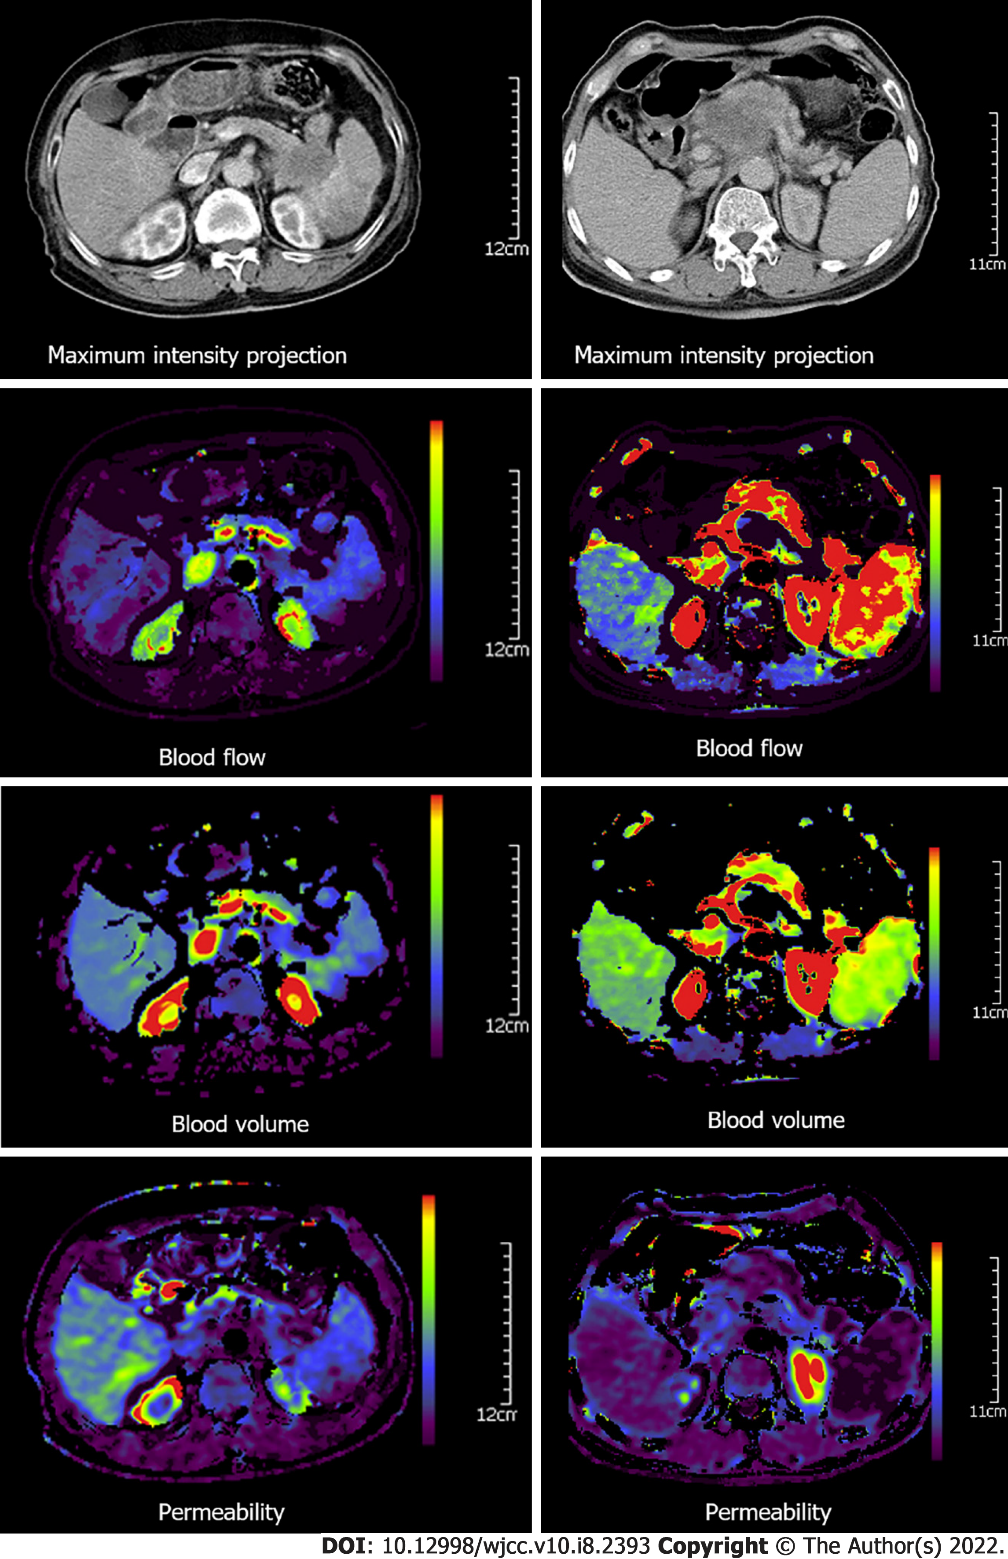 12cm
11cm
Maximum intensity projection
Maximum intensity projection
12cm
11cm
Blood flow
Blood flow
12cm
11cm
Blood volume
Blood volume
12cm
11cm
Permeability
Permeability
DOI: 10.12998/wjcc.v10.i8.2393 Copyright © The Author(s) 2022.